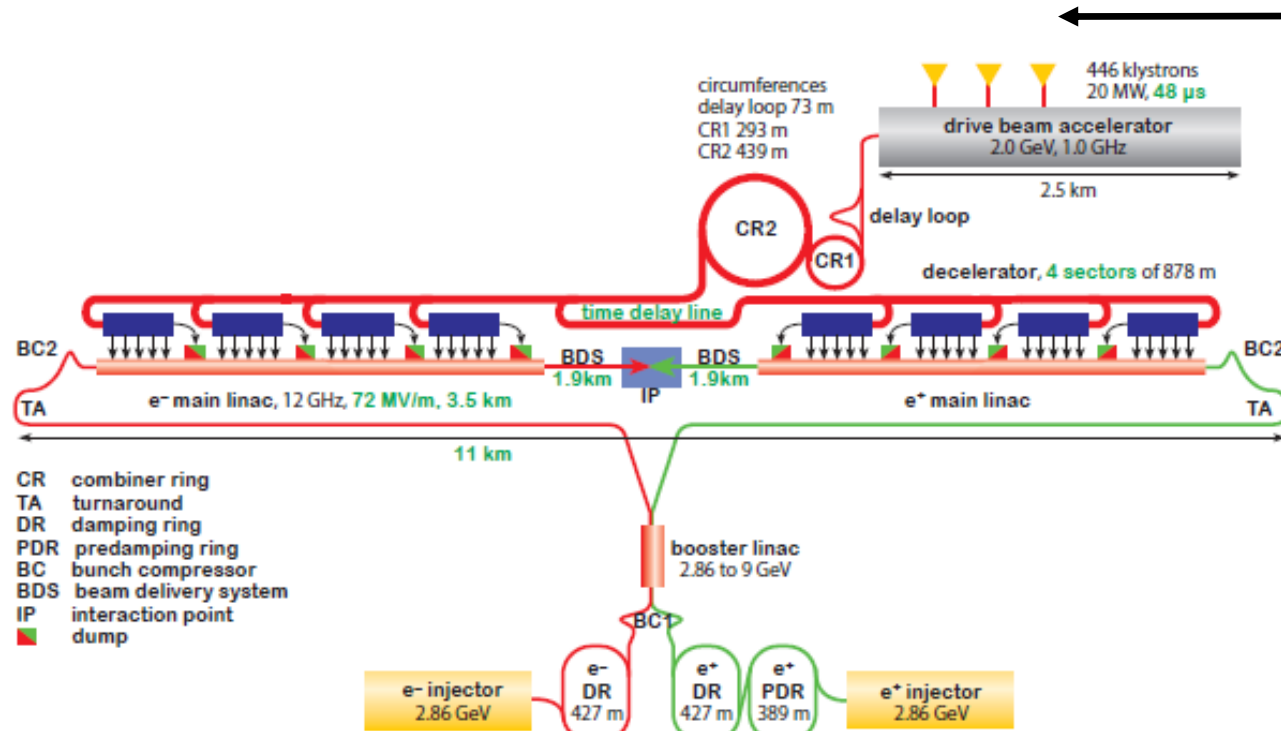 446 klystrons
20 MW, 48 µs
circumferences
delay loop 73 m
CR1 293 m
CR2 439 m
drive beam accelerator
2.0 GeV, 1.0 GHz
2.5 km
delay loop
CR2
CR1
decelerator, 4 sectors of 878 m
time delay line
BC2
BDS
1.9km
IP
BDS
1.9km
BC2
TA
e⁻ main linac, 12 GHz, 72 MV/m, 3.5 km
e⁺ main linac
TA
11 km
CR combiner ring
TA turnaround
DR damping ring
PDR predamping ring
BC bunch compressor
BDS beam delivery system
IP interaction point
dump
booster linac
2.86 to 9 GeV
BC1
e⁻ injector
2.86 GeV
e⁻
DR
427 m
e⁺
DR
427 m
e⁺
PDR
389 m
e⁺ injector
2.86 GeV